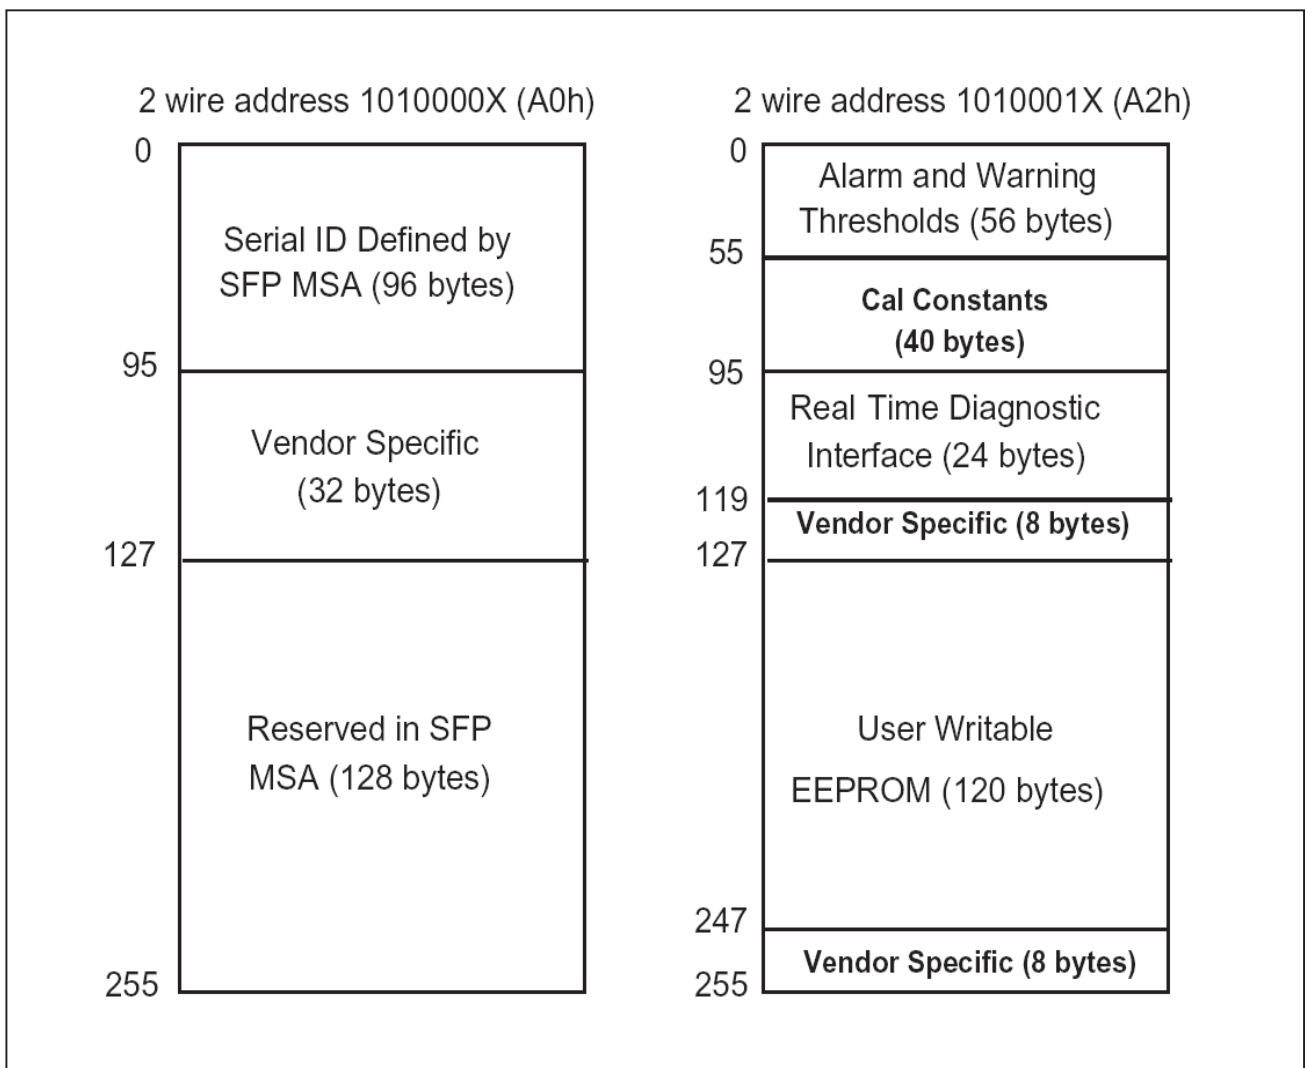 2 wire address 1010000X (A0h)
0
Serial ID Defined by
SFP MSA (96 bytes)
95
Vendor Specific
(32 bytes)
127
Reserved in SFP
MSA (128 bytes)
255
2 wire address 1010001X (A2h)
0
Alarm and Warning
Thresholds (56 bytes)
55
Cal Constants
(40 bytes)
95
Real Time Diagnostic
Interface (24 bytes)
119
Vendor Specific (8 bytes)
127
User Writable
EEPROM (120 bytes)
247
Vendor Specific (8 bytes)
255